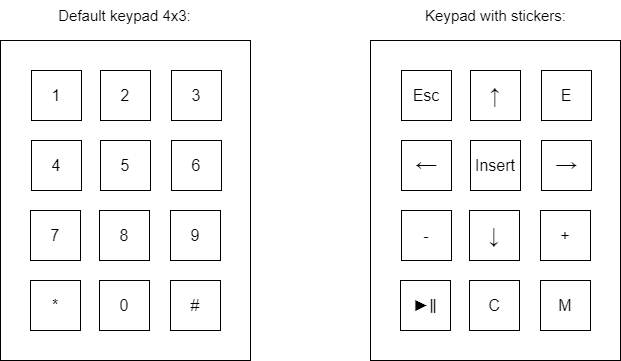 Default keypad 4x3:
1 2 3
4 5 6
7 8 9
* 0 #
Keypad with stickers:
Esc ↑ E
← Insert →
- ↓ +
►|| C M